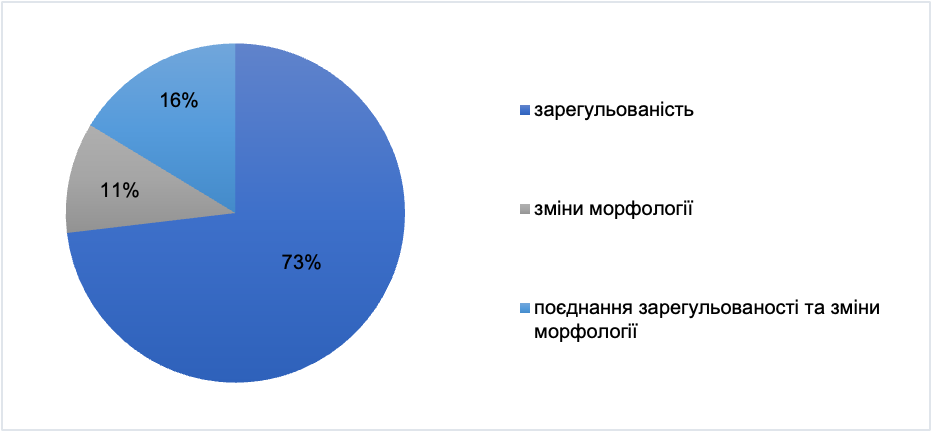 16%
11%
73%
зарегульованість
зміни морфології
поєднання зарегульованості та зміни
морфології